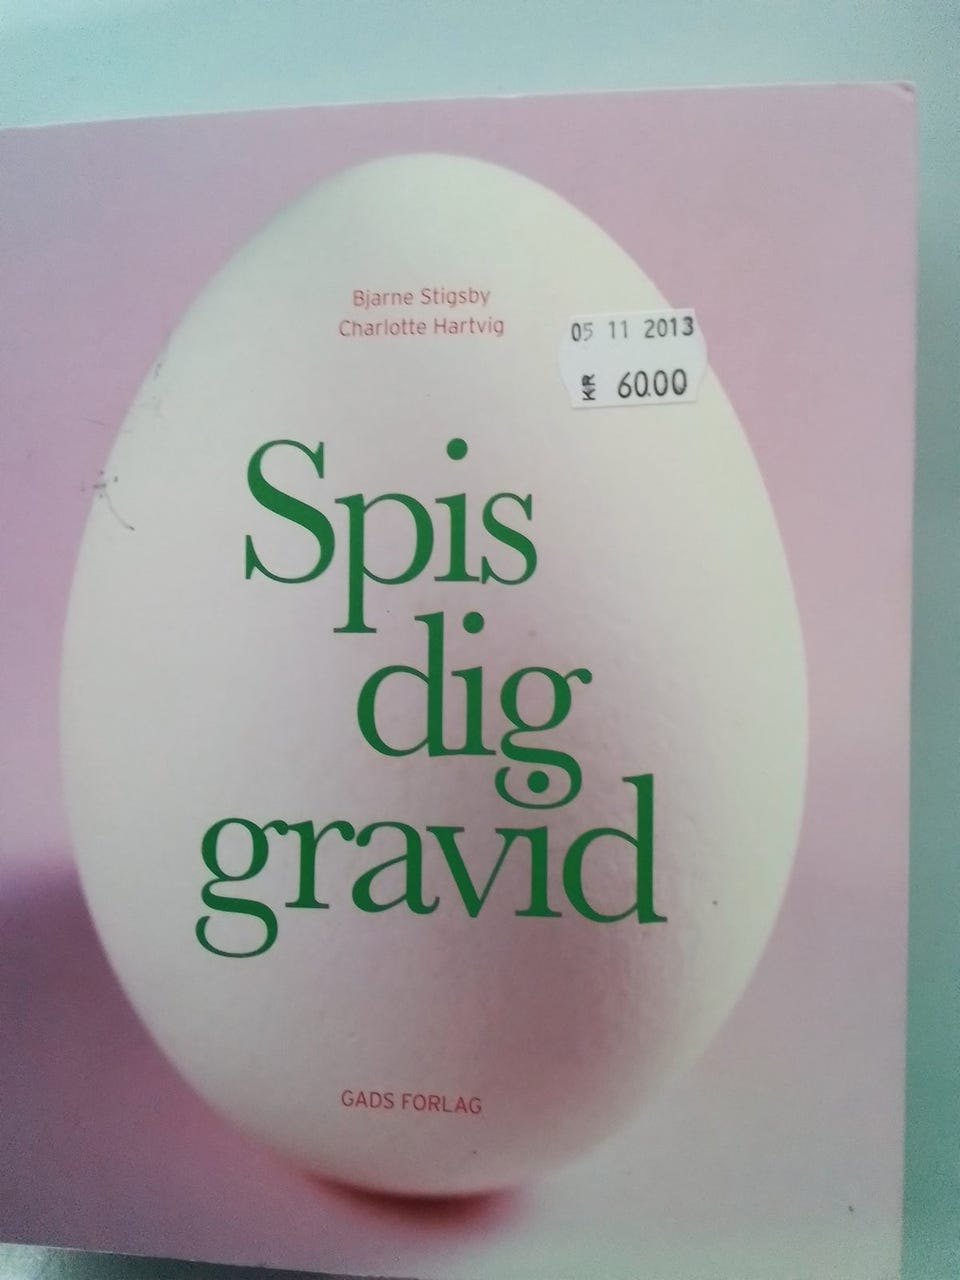 Bjarne Stigsby
Charlotte Hartvig
05 11 2013
KR 60.00
Spis
dig
gravid
GADS FORLAG